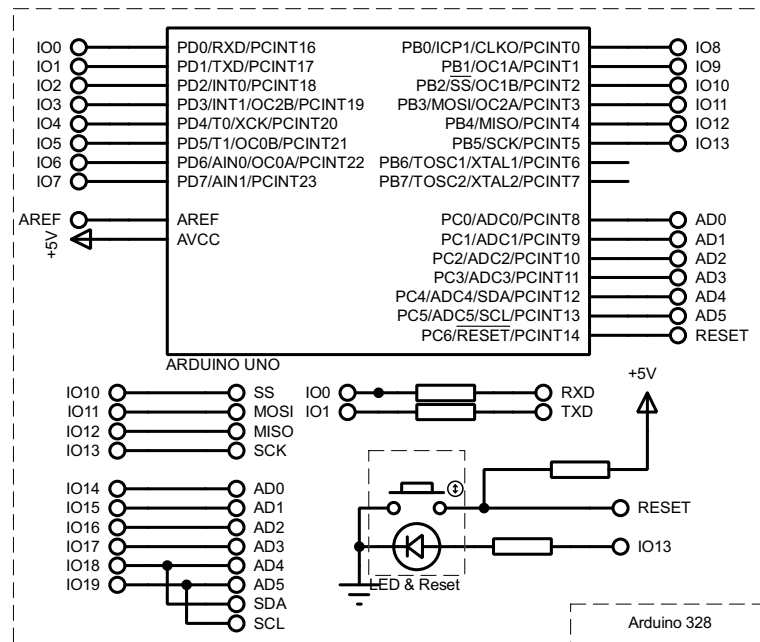 IO0 PD0/RXD/PCINT16 PB0/ICP1/CLKO/PCINT0 IO8
IO1 PD1/TXD/PCINT17 PB1/OC1A/PCINT1 IO9
IO2 PD2/INT0/PCINT18 PB2/SS/OC1B/PCINT2 IO10
IO3 PD3/INT1/OC2B/PCINT19 PB3/MOSI/OC2A/PCINT3 IO11
IO4 PD4/T0/XCK/PCINT20 PB4/MISO/PCINT4 IO12
IO5 PD5/T1/OC0B/PCINT21 PB5/SCK/PCINT5 IO13
IO6 PD6/AIN0/OC0A/PCINT22 PB6/TOSC1/XTAL1/PCINT6
IO7 PD7/AIN1/PCINT23 PB7/TOSC2/XTAL2/PCINT7
AREF AREF PC0/ADC0/PCINT8 AD0
+5V AVCC PC1/ADC1/PCINT9 AD1
PC2/ADC2/PCINT10 AD2
PC3/ADC3/PCINT11 AD3
PC4/ADC4/SDA/PCINT12 AD4
PC5/ADC5/SCL/PCINT13 AD5
PC6/RESET/PCINT14 RESET
ARDUINO UNO
IO10 SS
IO11 MOSI
IO12 MISO
IO13 SCK
IO0 RXD
IO1 TXD
+5V
IO14 AD0
IO15 AD1
IO16 AD2
IO17 AD3
IO18 AD4
IO19 AD5
SDA
SCL
RESET
IO13
LED & Reset
Arduino 328